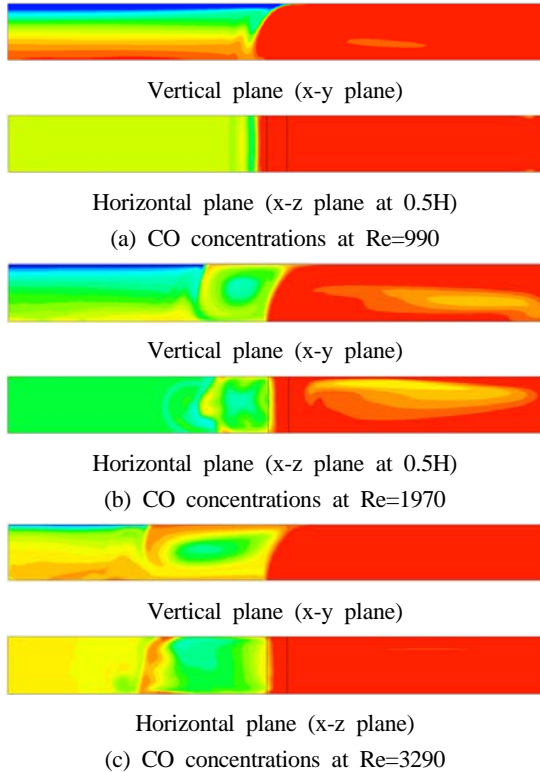 Vertical plane (x-y plane)
Horizontal plane (x-z plane at 0.5H)
(a) CO concentrations at Re=990
Vertical plane (x-y plane)
Horizontal plane (x-z plane at 0.5H)
(b) CO concentrations at Re=1970
Vertical plane (x-y plane)
Horizontal plane (x-z plane)
(c) CO concentrations at Re=3290